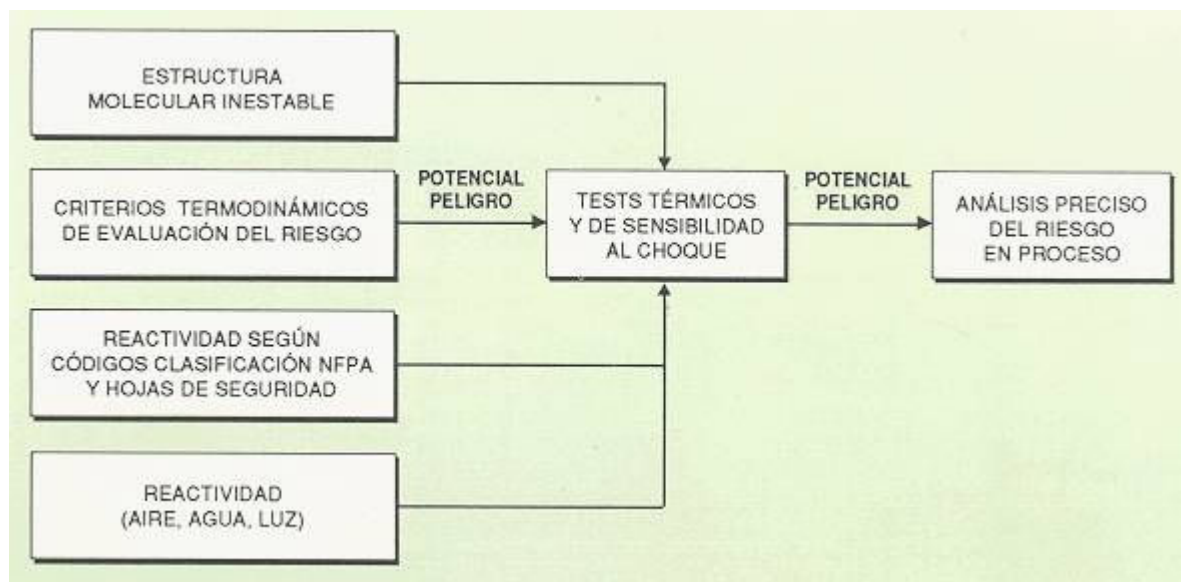 ESTRUCTURA
MOLECULAR INESTABLE
CRITERIOS TERMODINÁMICOS
DE EVALUACIÓN DEL RIESGO
POTENCIAL
PELIGRO
TESTS TÉRMICOS
Y DE SENSIBILIDAD
AL CHOQUE
POTENCIAL
PELIGRO
ANÁLISIS PRECISO
DEL RIESGO
EN PROCESO
REACTIVIDAD SEGÚN
CÓDIGOS CLASIFICACIÓN NFPA
Y HOJAS DE SEGURIDAD
REACTIVIDAD
(AIRE, AGUA, LUZ)